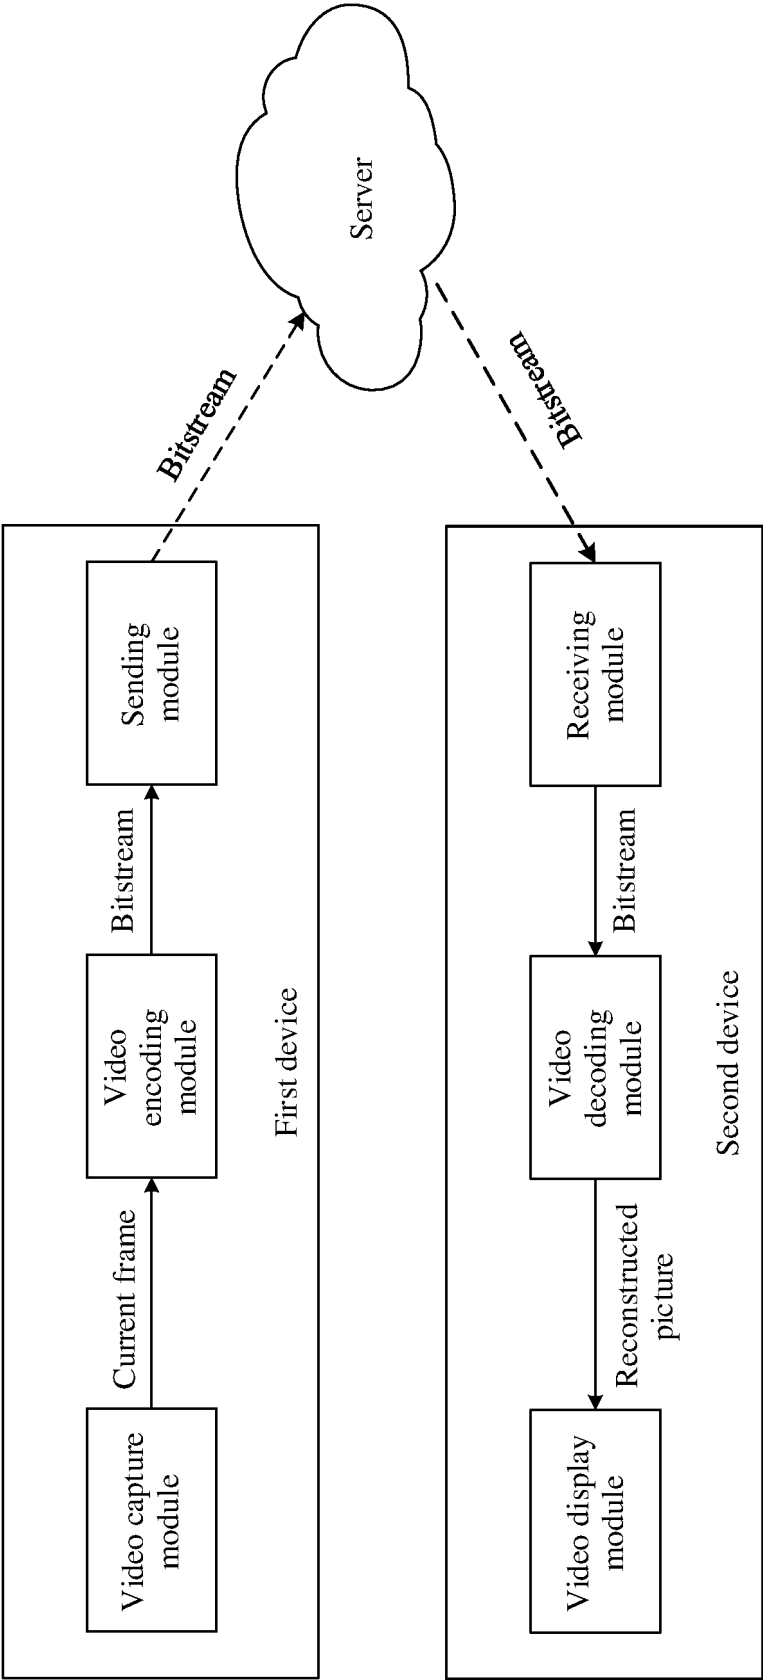 Video capture
module
Current frame
Video
encoding
module
Bitstream
Sending
module
First device
Bitstream
Server
Bitstream
Receiving
module
Bitstream
Video
decoding
module
Reconstructed
picture
Video display
module
Second device